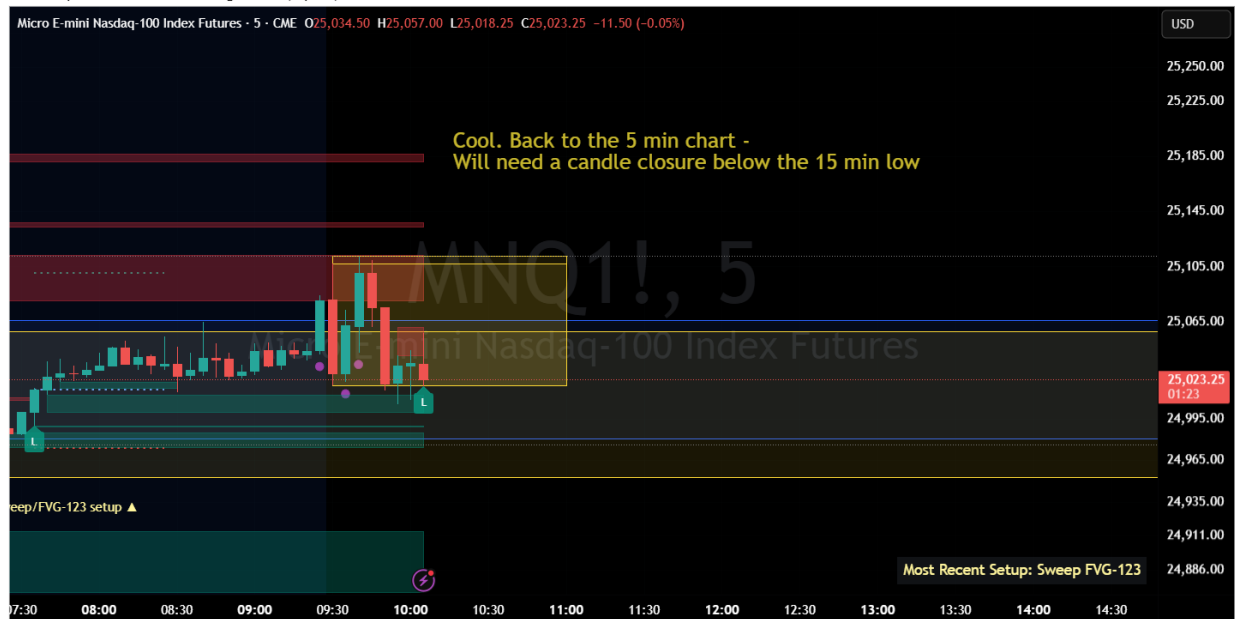 Micro E-mini Nasdaq-100 Index Futures · 5 · CME O25,034.50 H25,057.00 L25,018.25 C25,023.25 −11.50 (−0.05%)
USD
25,250.00
25,225.00
Cool. Back to the 5 min chart -
Will need a candle closure below the 15 min low
25,185.00
25,145.00
MNQ1!, 5
25,105.00
25,065.00
Micro E-mini Nasdaq-100 Index Futures
25,023.25
01:23
L
24,995.00
L
24,965.00
24,935.00
eep/FVG-123 setup ▲
24,911.00
Most Recent Setup: Sweep FVG-123
24,886.00
07:30 08:00 08:30 09:00 09:30 10:00 10:30 11:00 11:30 12:00 12:30 13:00 13:30 14:00 14:30